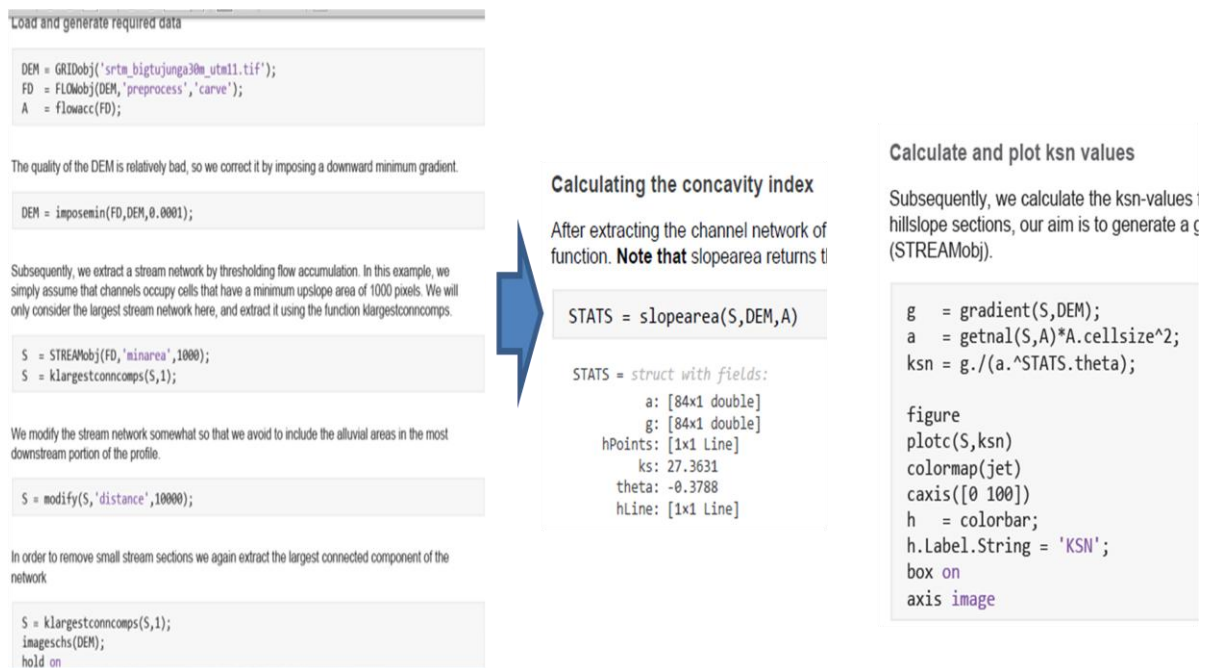 Load and generate required data
DEM = GRIDobj('srtm_bigtujunga30m_utm11.tif');
FD = FLOWobj(DEM,'preprocess','carve');
A = flowacc(FD);
The quality of the DEM is relatively bad, so we correct it by imposing a downward minimum gradient.
DEM = imposemin(FD,DEM,0.0001);
Subsequently, we extract a stream network by thresholding flow accumulation. In this example, we
simply assume that channels occupy cells that have a minimum upslope area of 1000 pixels. We will
only consider the largest stream network here, and extract it using the function klargestconncomps.
S = STREAMobj(FD,'minarea',1000);
S = klargestconncomps(S,1);
We modify the stream network somewhat so that we avoid to include the alluvial areas in the most
downstream portion of the profile.
S = modify(S,'distance',10000);
In order to remove small stream sections we again extract the largest connected component of the
network
S = klargestconncomps(S,1);
imageschs(DEM);
hold on
Calculating the concavity index
After extracting the channel network of
function. Note that slopearea returns
STATS = slopearea(S,DEM,A)
STATS = struct with fields:
a: [84x1 double]
g: [84x1 double]
hPoints: [1x1 Line]
ks: 27.3631
theta: -0.3788
hLine: [1x1 Line]
Calculate and plot ksn values
Subsequently, we calculate the ksn-values
hillslope sections, our aim is to generate a
(STREAMobj).
g = gradient(S,DEM);
a = getnal(S,A)*A.cellsize^2;
ksn = g./(a.^STATS.theta);
figure
plotc(S,ksn)
colormap(jet)
caxis([0 100])
h = colorbar;
h.Label.String = 'KSN';
box on
axis image